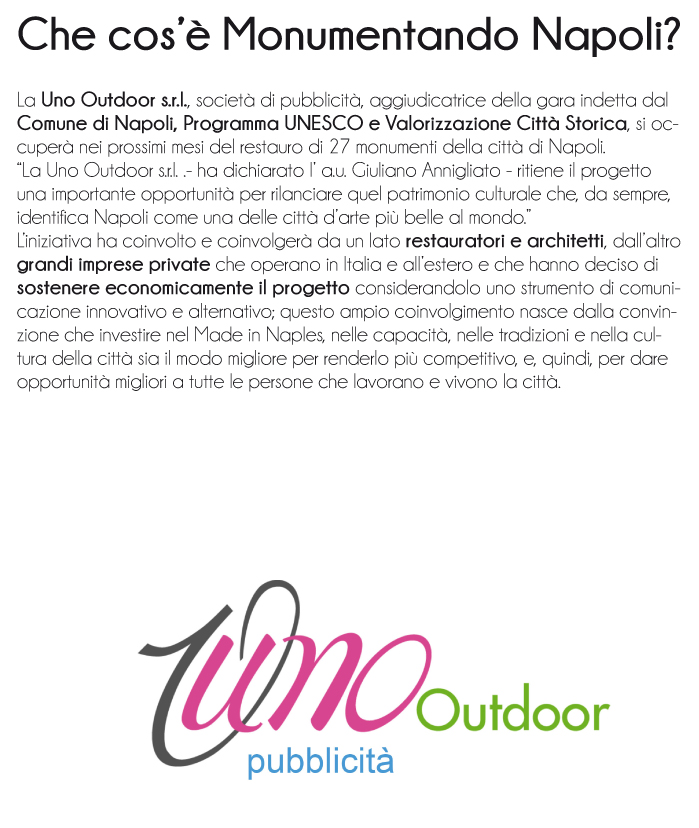 Che cos'è Monumentando Napoli?
La Uno Outdoor s.r.l., società di pubblicità, aggiudicatrice della gara indetta dal
Comune di Napoli, Programma UNESCO e Valorizzazione Città Storica, si oc-
cuperà nei prossimi mesi del restauro di 27 monumenti della città di Napoli.
"La Uno Outdoor s.r.l. .- ha dichiarato l' a.u. Giuliano Annigliato - ritiene il progetto
una importante opportunità per rilanciare quel patrimonio culturale che, da sempre,
identifica Napoli come una delle città d'arte più belle al mondo."
L'iniziativa ha coinvolto e coinvolgerà da un lato restauratori e architetti, dall'altro
grandi imprese private che operano in Italia e all'estero e che hanno deciso di
sostenere economicamente il progetto considerandolo uno strumento di comuni-
cazione innovativo e alternativo; questo ampio coinvolgimento nasce dalla convin-
zione che investire nel Made in Naples, nelle capacità, nelle tradizioni e nella cul-
tura della città sia il modo migliore per renderlo più competitivo, e, quindi, per dare
opportunità migliori a tutte le persone che lavorano e vivono la città.
1uno Outdoor
pubblicità